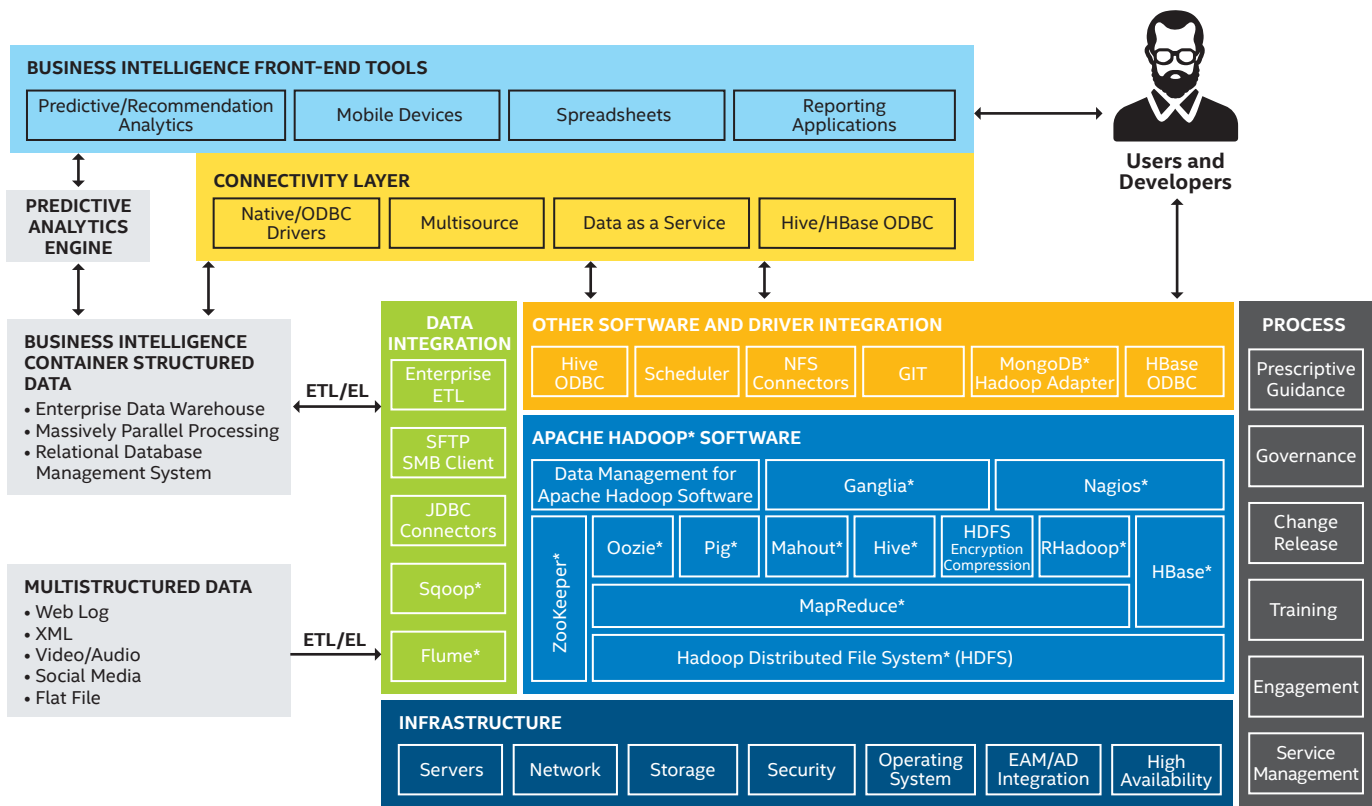 BUSINESS INTELLIGENCE FRONT-END TOOLS
Predictive/Recommendation
Analytics
Mobile Devices
Spreadsheets
Reporting
Applications
Users and
Developers
CONNECTIVITY LAYER
Native/ODBC
Drivers
Multisource
Data as a Service
Hive/HBase ODBC
PREDICTIVE
ANALYTICS
ENGINE
BUSINESS INTELLIGENCE
CONTAINER STRUCTURED
DATA
• Enterprise Data Warehouse
• Massively Parallel Processing
• Relational Database
Management System
ETL/EL
MULTISTRUCTURED DATA
• Web Log
• XML
• Video/Audio
• Social Media
• Flat File
ETL/EL
DATA
INTEGRATION
Enterprise
ETL
SFTP
SMB Client
JDBC
Connectors
Sqoop*
Flume*
OTHER SOFTWARE AND DRIVER INTEGRATION
Hive
ODBC
Scheduler
NFS
Connectors
GIT
MongoDB*
Hadoop Adapter
HBase
ODBC
APACHE HADOOP* SOFTWARE
Data Management for
Apache Hadoop Software
Ganglia*
Nagios*
ZooKeeper*
Oozie*
Pig*
Mahout*
Hive*
HDFS
Encryption
Compression
RHadoop*
HBase*
MapReduce*
Hadoop Distributed File System* (HDFS)
INFRASTRUCTURE
Servers
Network
Storage
Security
Operating
System
EAM/AD
Integration
High
Availability
PROCESS
Prescriptive
Guidance
Governance
Change
Release
Training
Engagement
Service
Management